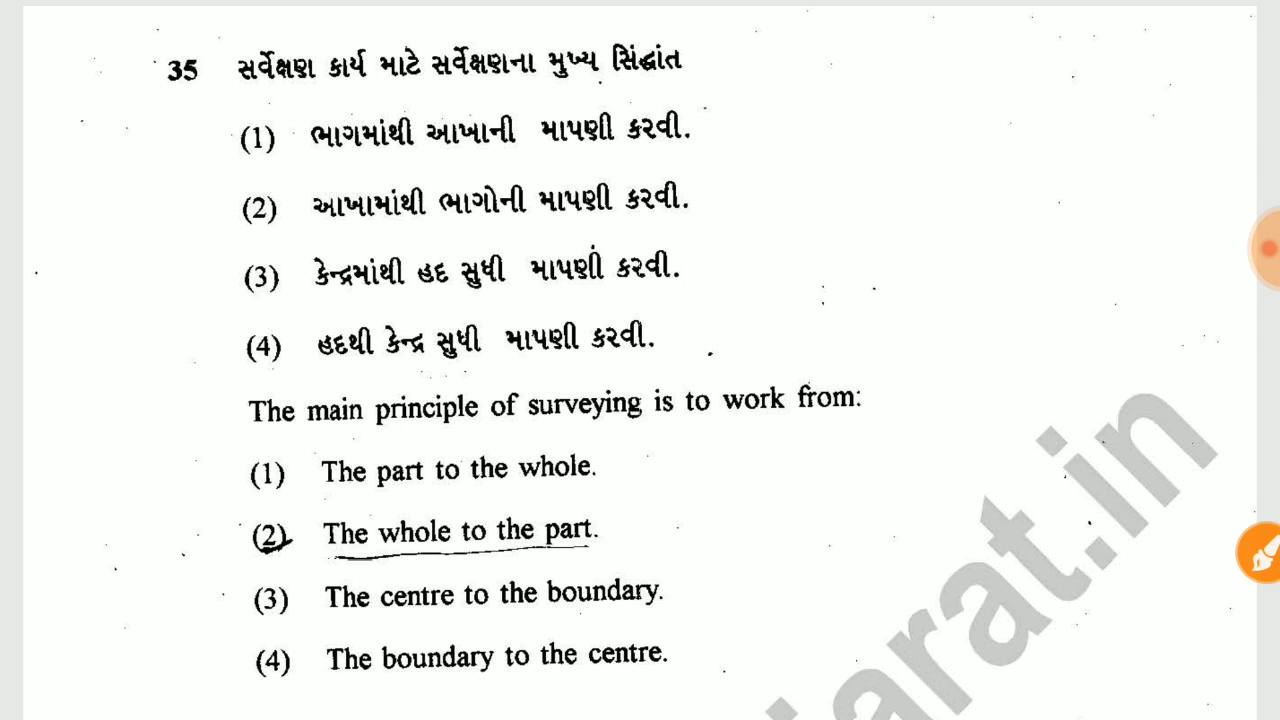 35 સર્વેક્ષણ કાર્ય માટે સર્વેક્ષણના મુખ્ય સિંદ્ધાંત
(1) ભાગમાંથી આખાની માપણી કરવી.
(2) આખામાંથી ભાગોની માપણી કરવી.
(3) કેન્દ્રમાંથી હદ સુધી માપણી કરવી.
(4) હદથી કેન્દ્ર સુધી માપણી કરવી.
The main principle of surveying is to work from:
(1) The part to the whole.
(2) The whole to the part.
(3) The centre to the boundary.
(4) The boundary to the centre.
jarat.in